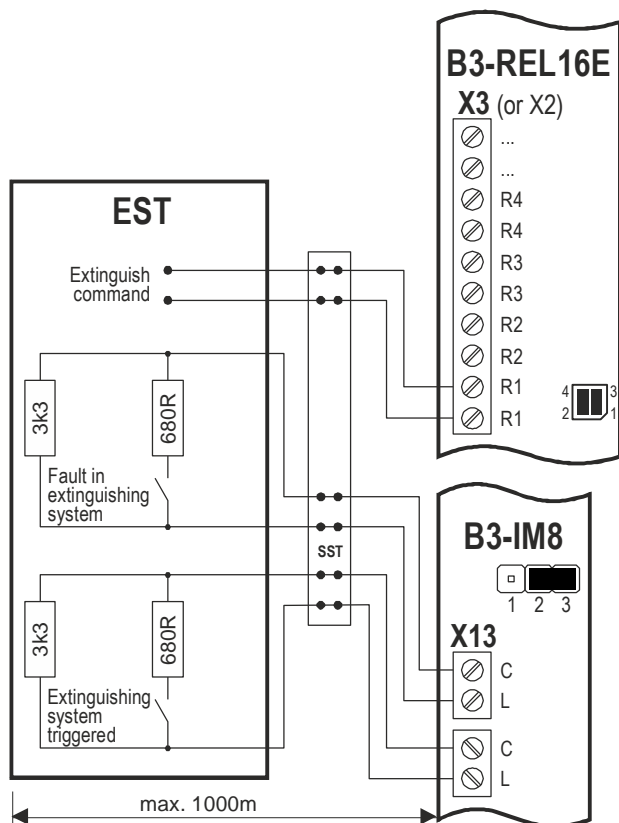 B3-REL16E
X3 (or X2)
...
...
R4
R4
R3
R3
R2
R2
R1
R1
4 3
2 1
EST
Extinguish
command
3k3
680R
Fault in
extinguishing
system
SST
3k3
680R
Extinguishing
system
triggered
B3-IM8
1 2 3
X13
C
L
C
L
max. 1000m